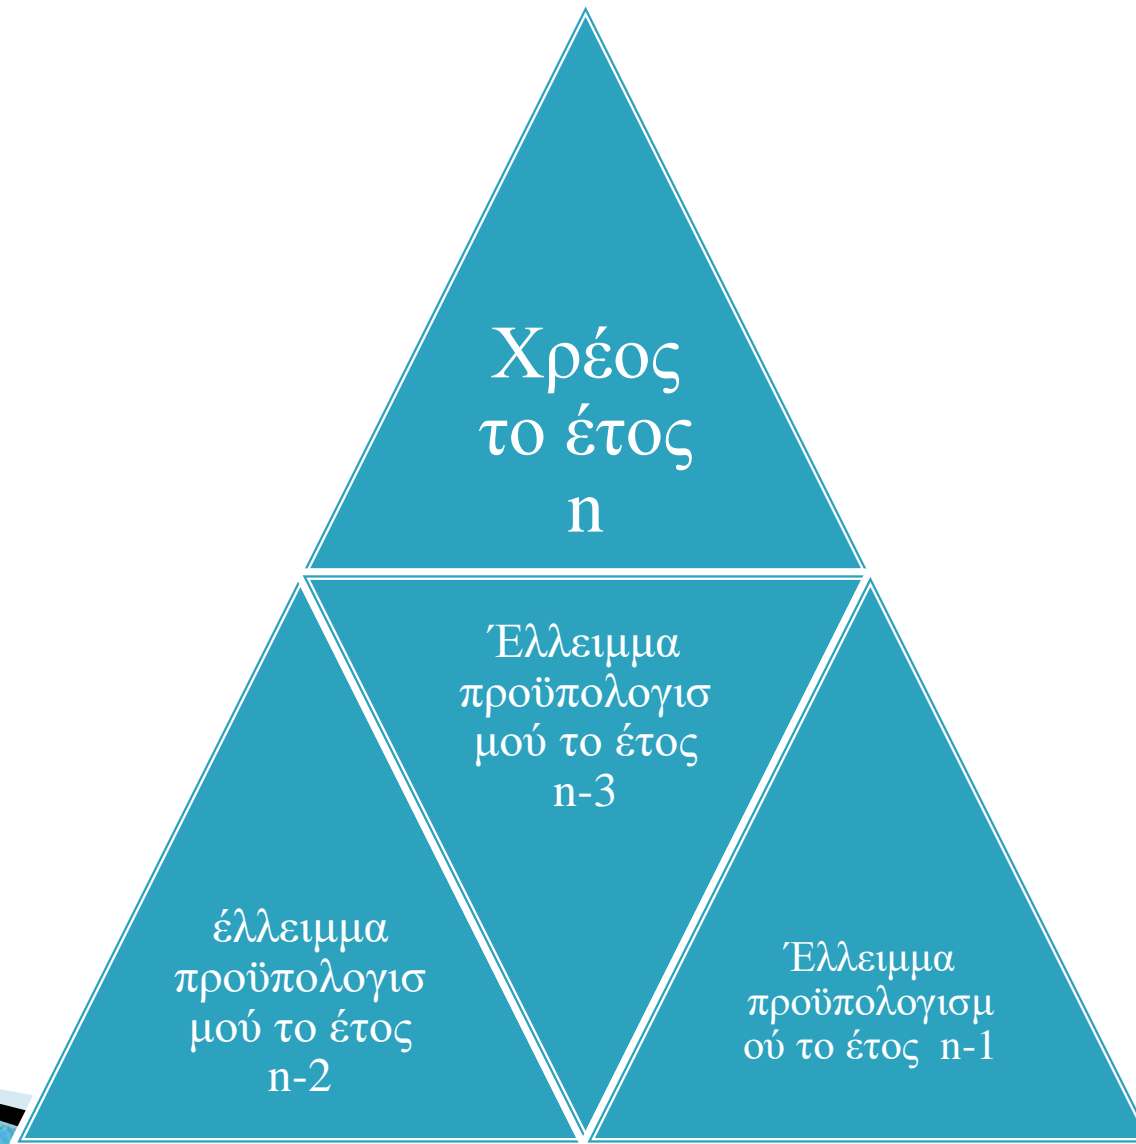 Χρέος
το έτος
n
Έλλειμμα
προϋπολογισ
μού το έτος
n-3
έλλειμμα
προϋπολογισ
μού το έτος
n-2
Έλλειμμα
προϋπολογισμ
ού το έτος  n-1